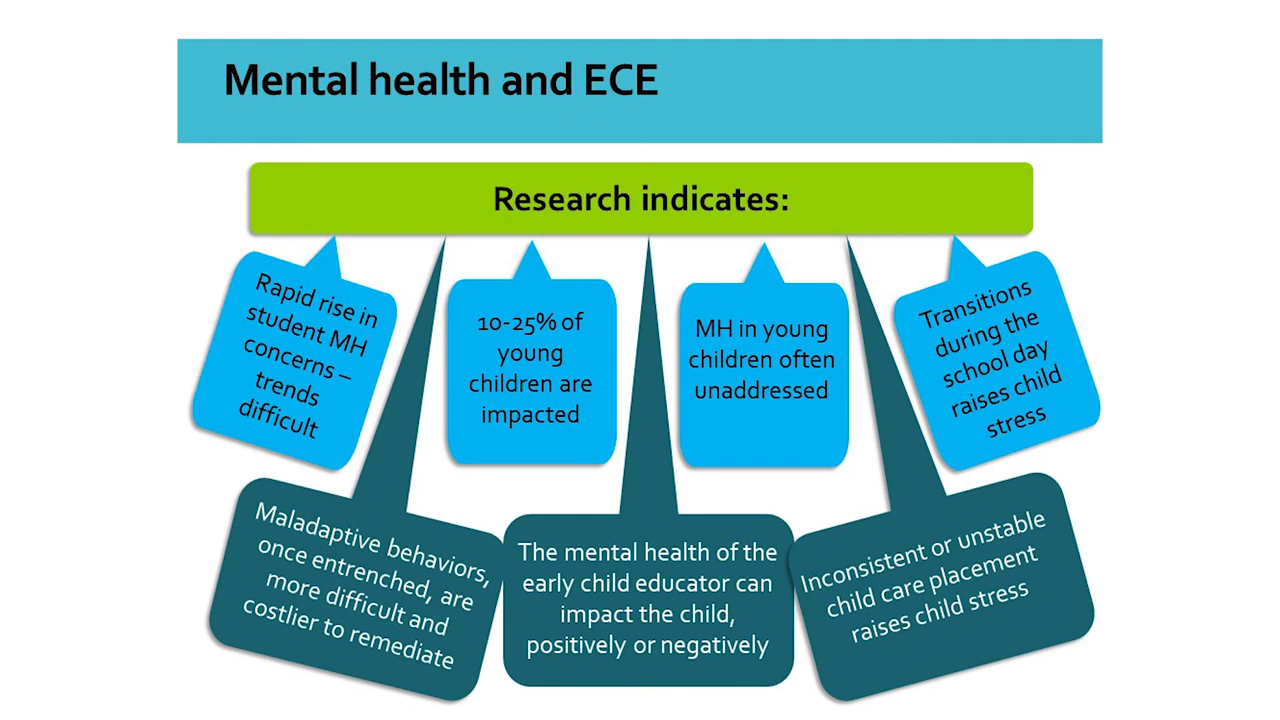 Mental health and ECE
Research indicates:
Rapid rise in
student MH
concerns –
trends
difficult
10-25% of
young
children are
impacted
MH in young
children often
unaddressed
Transitions
during the
school day
raises child
stress
Maladaptive behaviors,
once entrenched, are
more difficult and
costlier to remediate
The mental health of the
early child educator can
impact the child,
positively or negatively
Inconsistent or unstable
child care placement
raises child stress